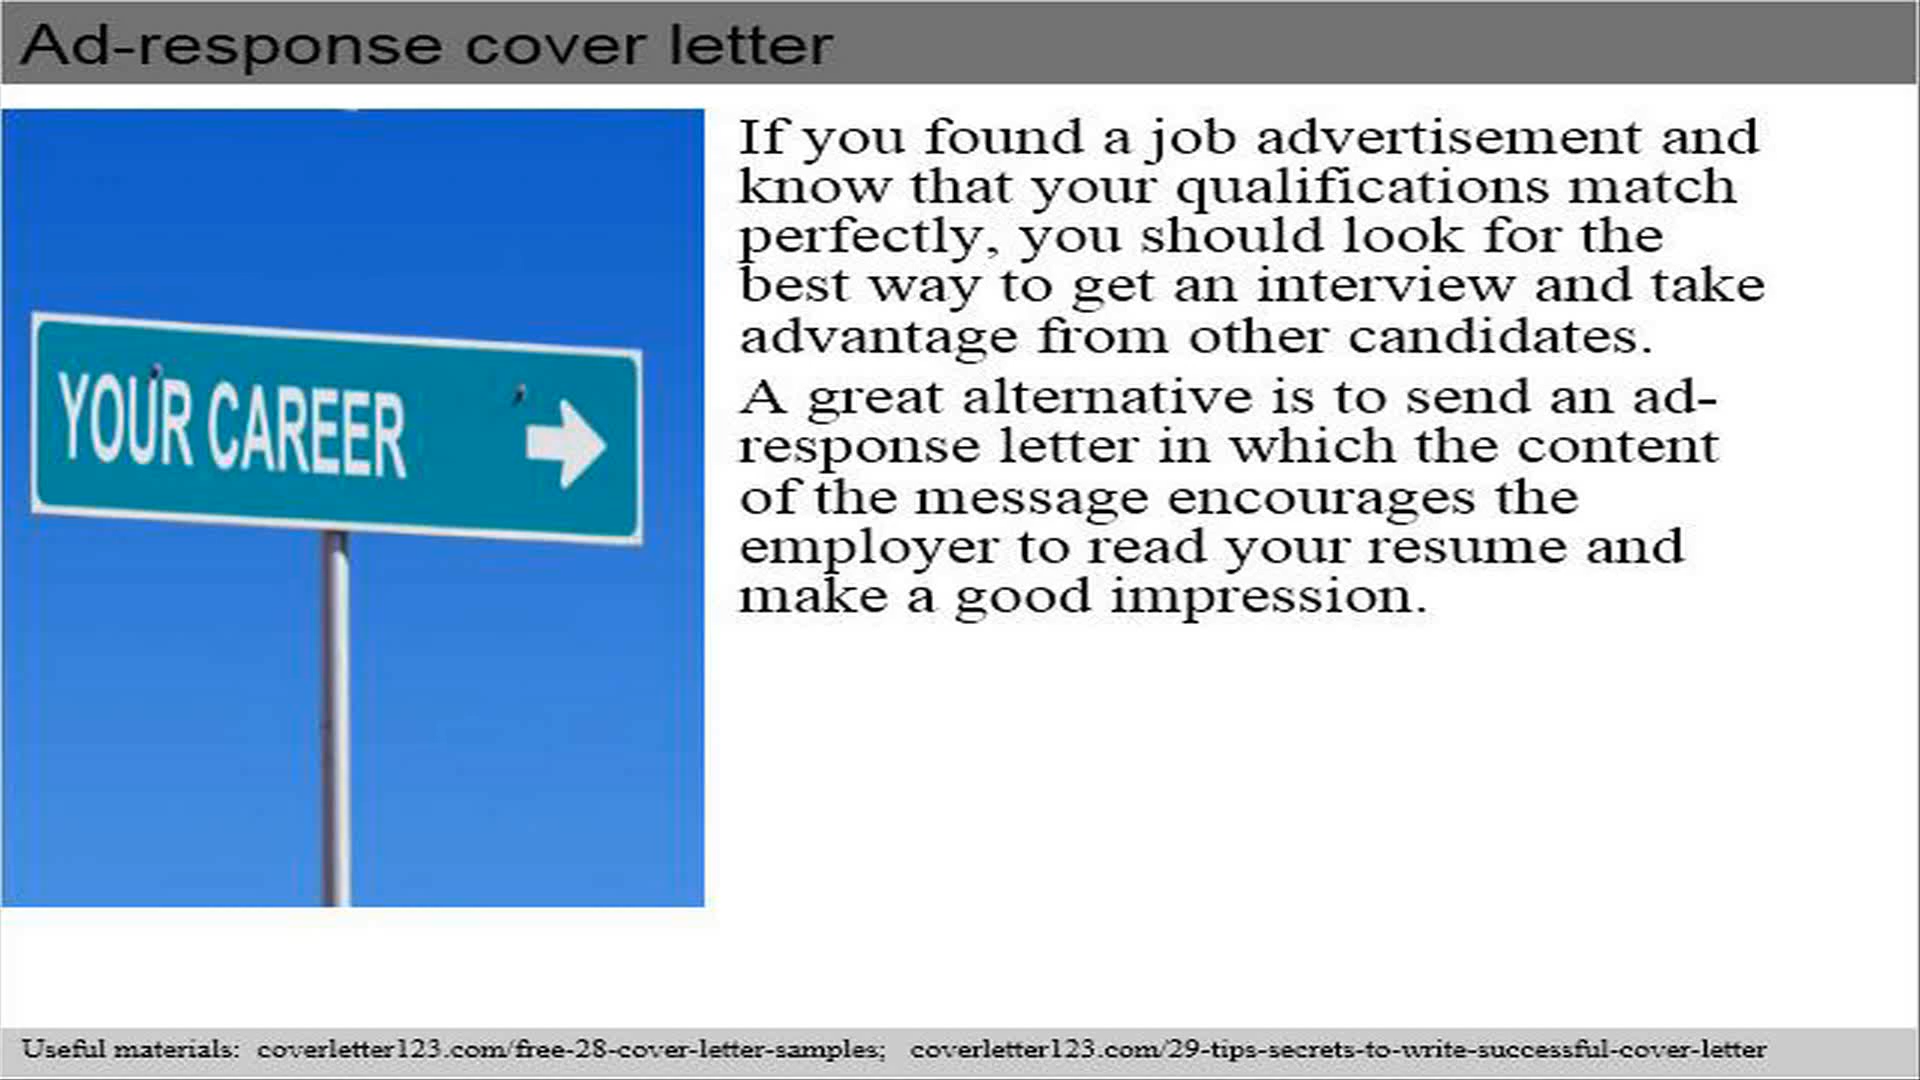 Ad-response cover letter
YOUR CAREER
If you found a job advertisement and
know that your qualifications match
perfectly, you should look for the
best way to get an interview and take
advantage from other candidates.
A great alternative is to send an ad-
response letter in which the content
of the message encourages the
employer to read your resume and
make a good impression.
Useful materials: coverletter123.com/free-28-cover-letter-samples; coverletter123.com/29-tips-secrets-to-write-successful-cover-letter